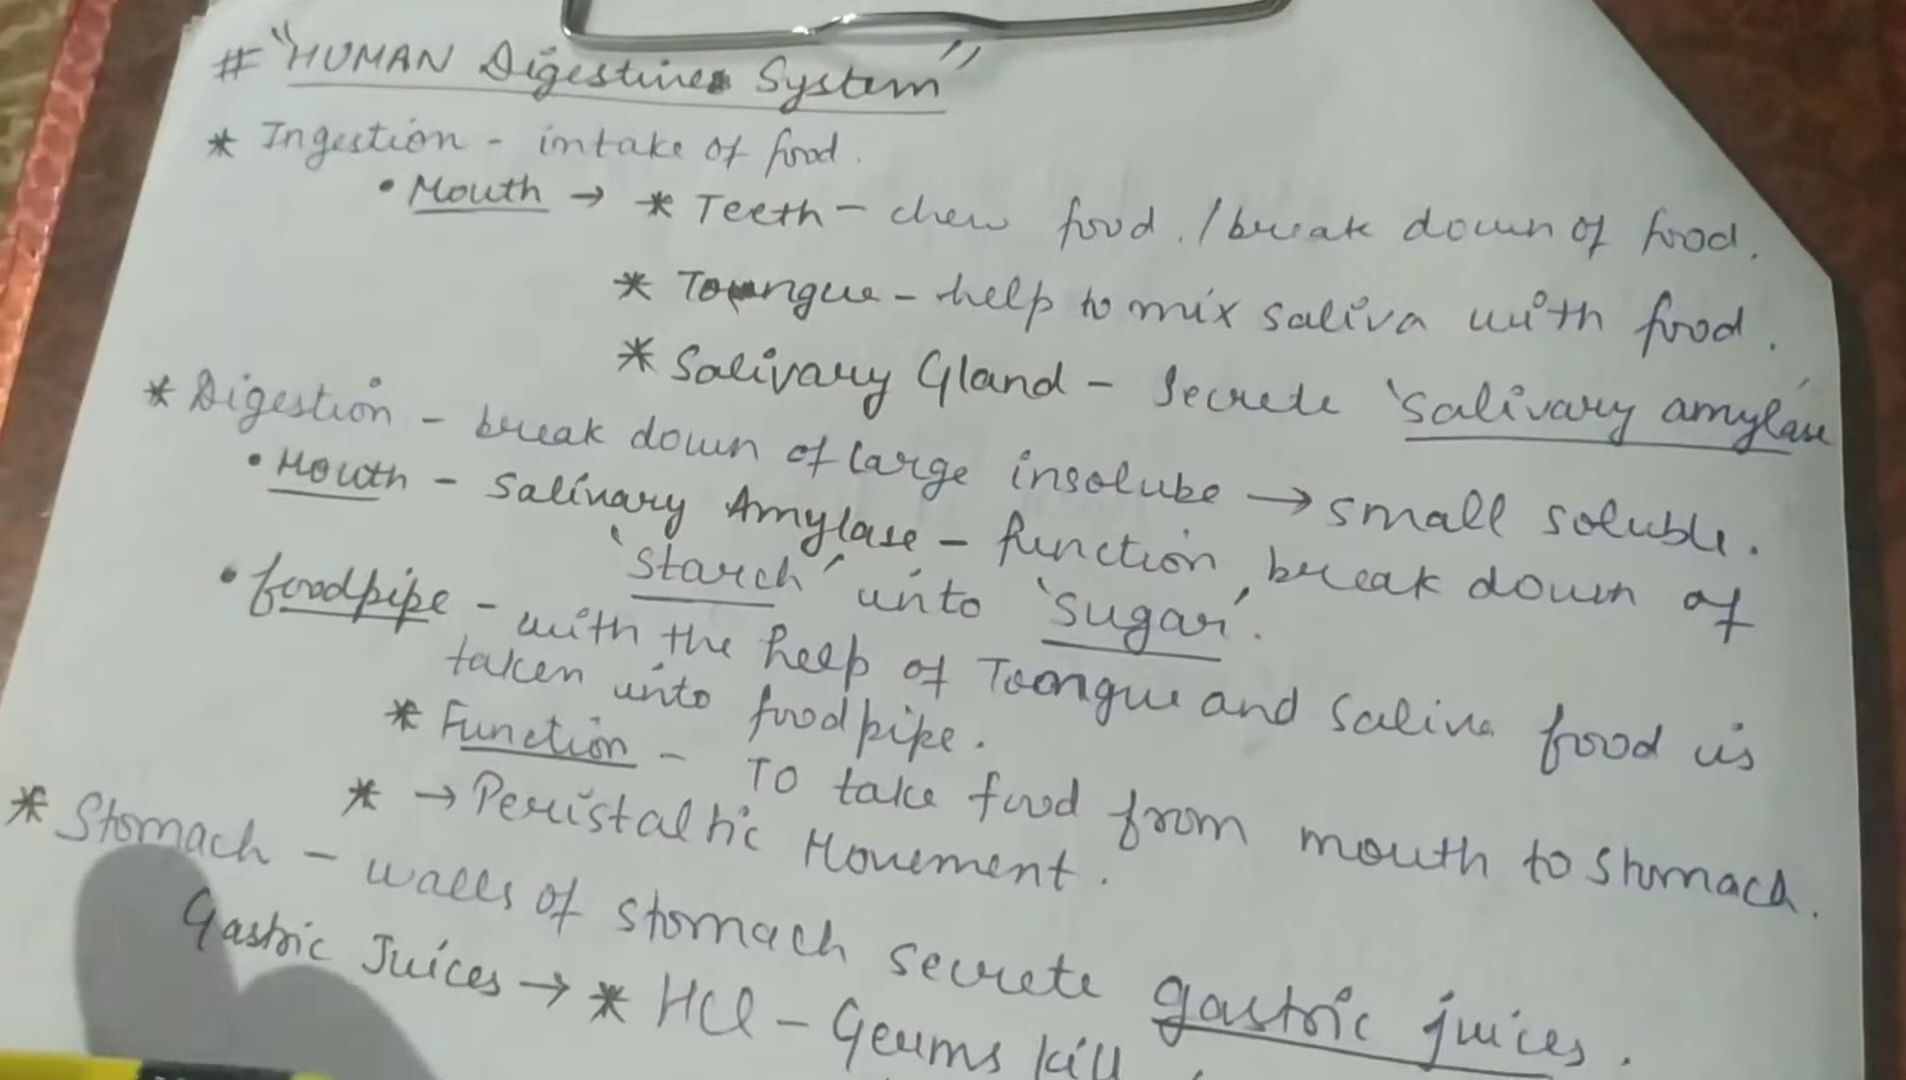 # "HUMAN Digestive System"
* Ingestion - intake of food.
• Mouth → * Teeth - chew food. / break down of food.
* Toungue - help to mix saliva with food.
* Salivary Gland - Secrete 'salivary amylase'
* Digestion - break down of large insolube → small soluble.
• Mouth - Salivary Amylase - function, break down of
'starch' into 'sugar'.
• foodpipe - with the help of Toongue and saliva food is
taken into foodpipe.
* Function - To take food from mouth to Stomach.
* → Peristaltic Movement.
* Stomach - walls of stomach secrete gastric juices.
Gastric Juices → * HCl - Germs kill